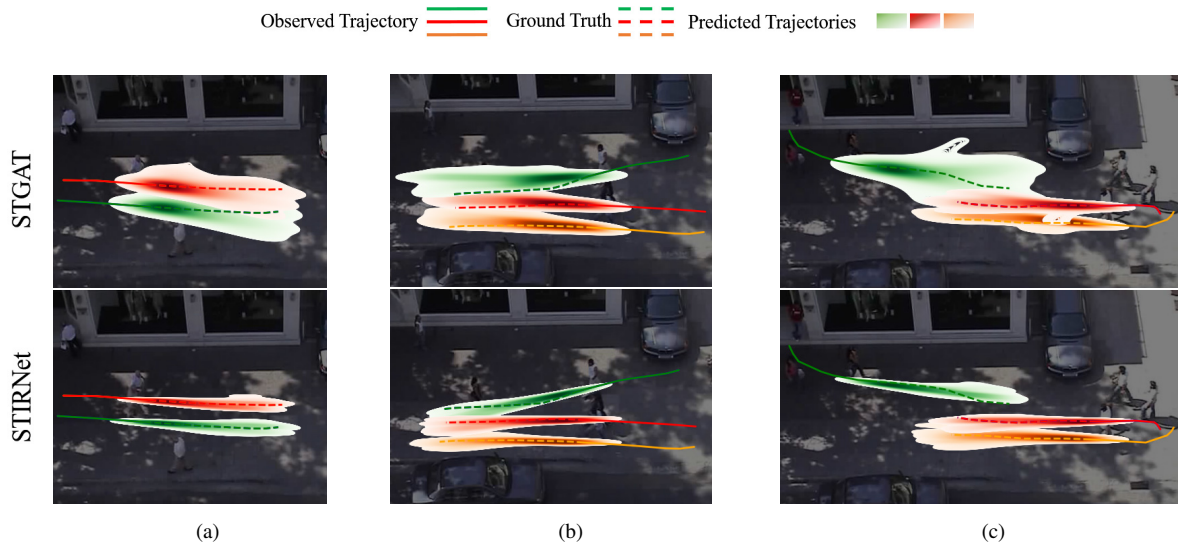 Observed Trajectory Ground Truth Predicted Trajectories
STGAT
STIRNet
(a) (b) (c)